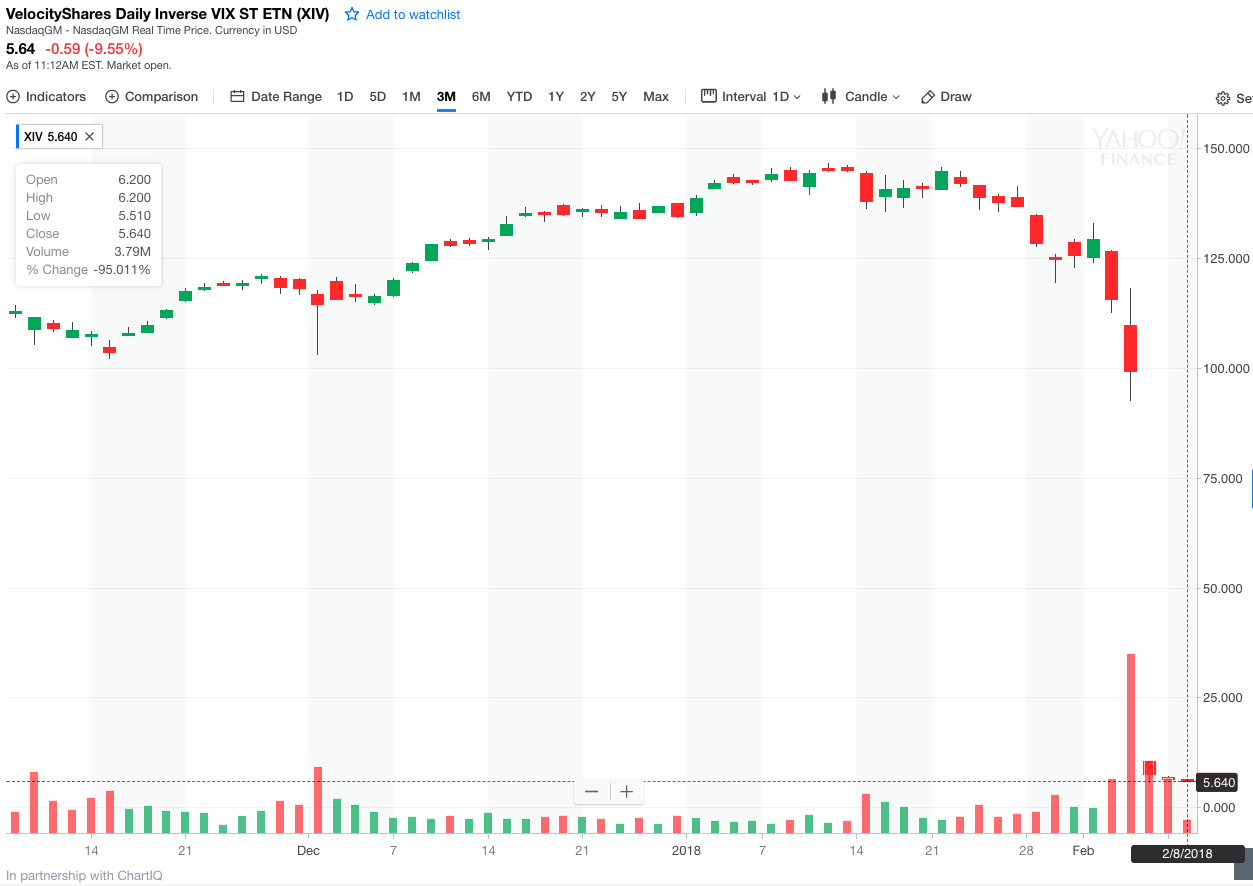 VelocityShares Daily Inverse VIX ST ETN (XIV) Add to watchlist
NasdaqGM - NasdaqGM Real Time Price. Currency in USD
5.64 -0.59 (-9.55%)
As of 11:12AM EST. Market open.
Indicators Comparison Date Range 1D 5D 1M 3M 6M YTD 1Y 2Y 5Y Max Interval 1D Candle Draw Set
XIV 5.640
YAHOO!
FINANCE
150.000
Open 6.200
High 6.200
Low 5.510
Close 5.640
Volume 3.79M
% Change -95.011%
125.000
100.000
75.000
50.000
25.000
5.640
0.000
14 21 Dec 7 14 21 2018 7 14 21 28 Feb 2/8/2018
In partnership with ChartIQ